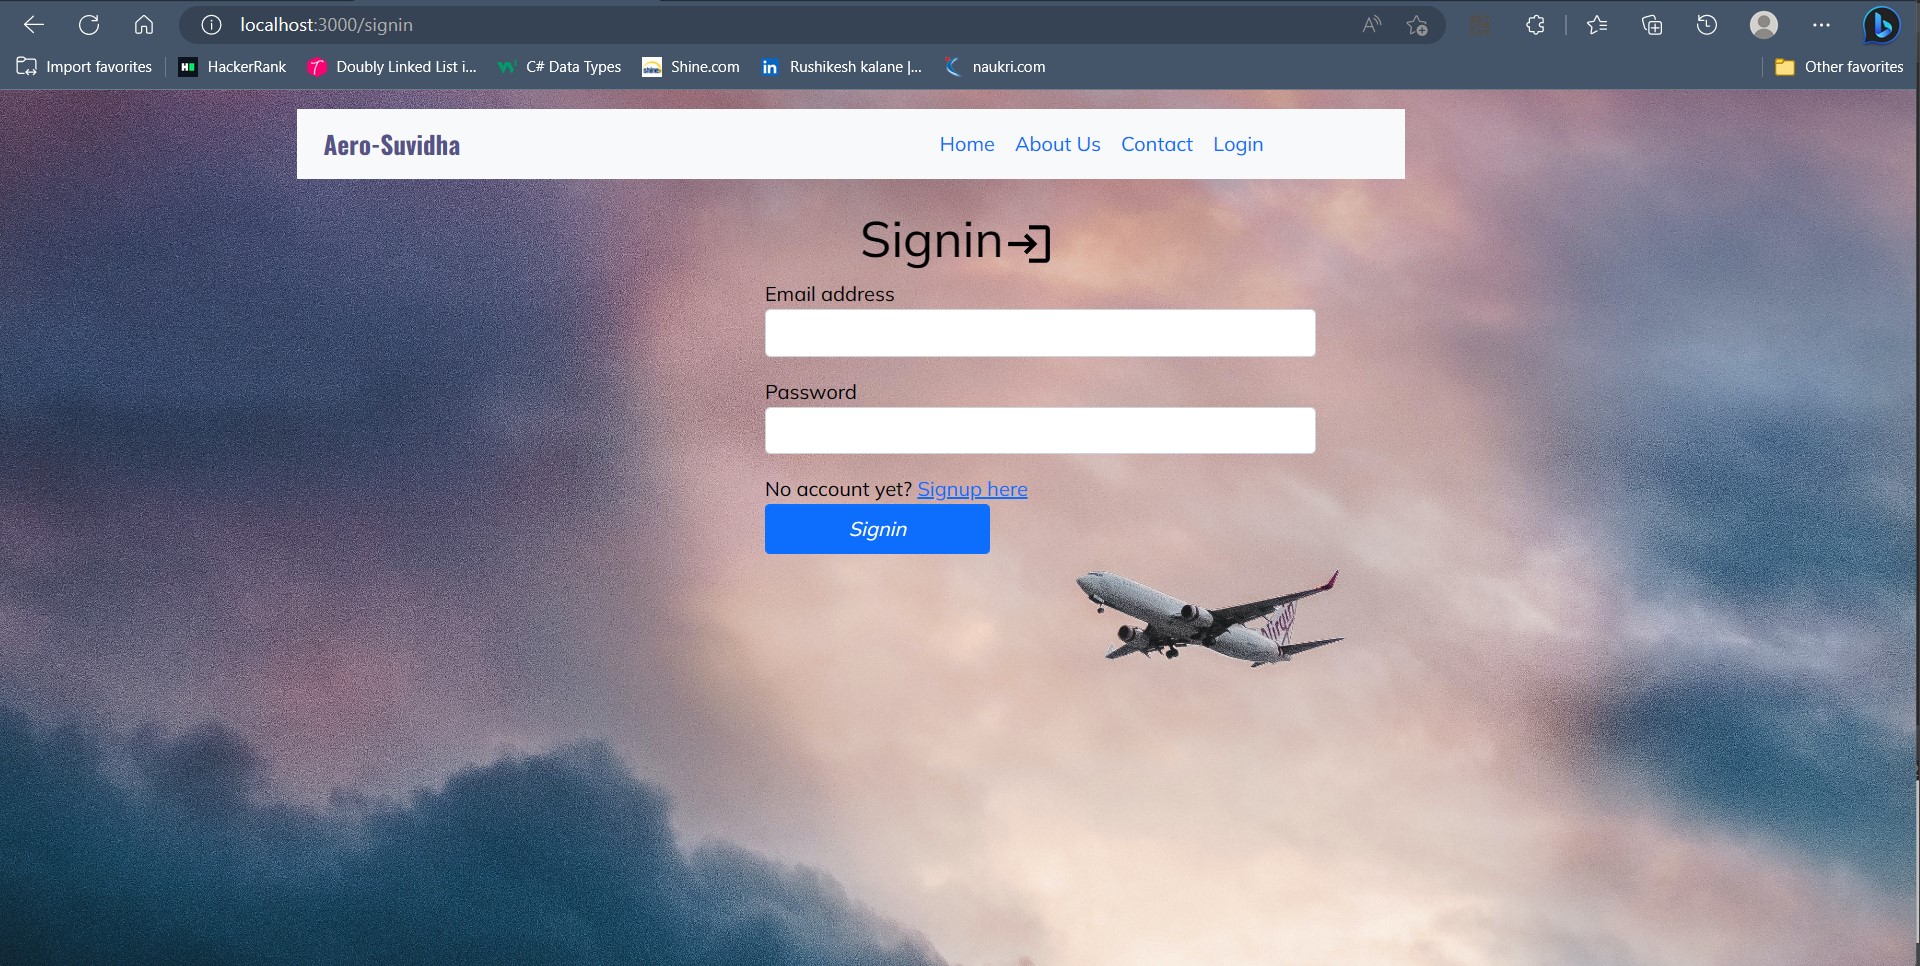 localhost:3000/signin
Import favorites HackerRank Doubly Linked List i... C# Data Types Shine.com Rushikesh kalane |... naukri.com Other favorites
Aero-Suvidha Home About Us Contact Login
Signin
Email address
Password
No account yet? Signup here
Signin
Virgin